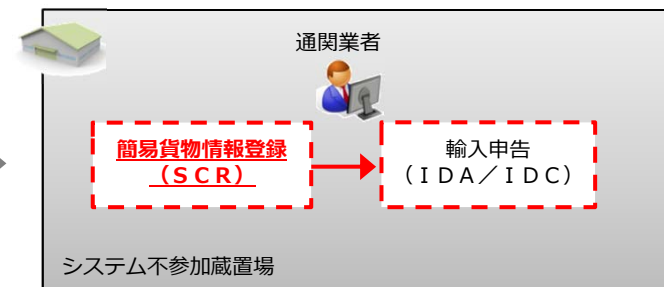 通関業者
簡易貨物情報登録
（ＳＣＲ）
輸入申告
（ＩＤＡ／ＩＤＣ）
システム不参加蔵置場